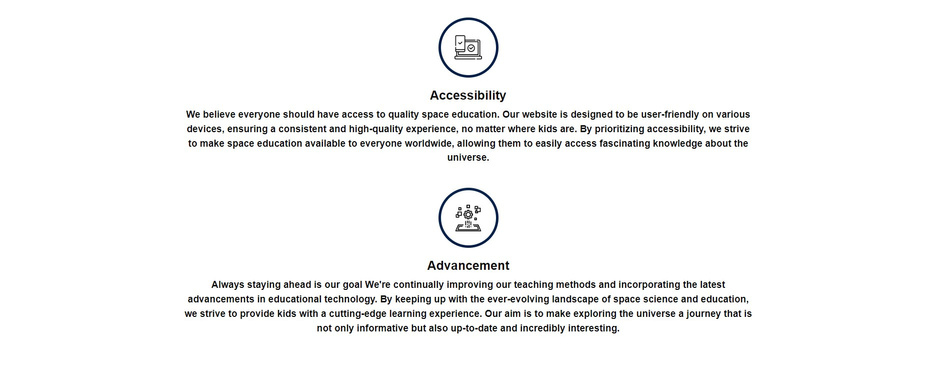 Accessibility
We believe everyone should have access to quality space education. Our website is designed to be user-friendly on various
devices, ensuring a consistent and high-quality experience, no matter where kids are. By prioritizing accessibility, we strive
to make space education available to everyone worldwide, allowing them to easily access fascinating knowledge about the
universe.
Advancement
Always staying ahead is our goal We're continually improving our teaching methods and incorporating the latest
advancements in educational technology. By keeping up with the ever-evolving landscape of space science and education,
we strive to provide kids with a cutting-edge learning experience. Our aim is to make exploring the universe a journey that is
not only informative but also up-to-date and incredibly interesting.